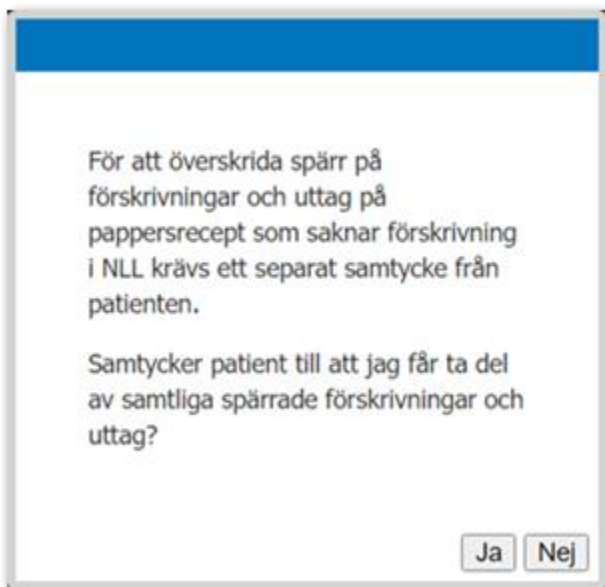 För att överskrida spärr på
förskrivningar och uttag på
pappersrecept som saknar förskrivning
i NLL krävs ett separat samtycke från
patienten.
Samtycker patient till att jag får ta del
av samtliga spärrade förskrivningar och
uttag?
Ja Nej